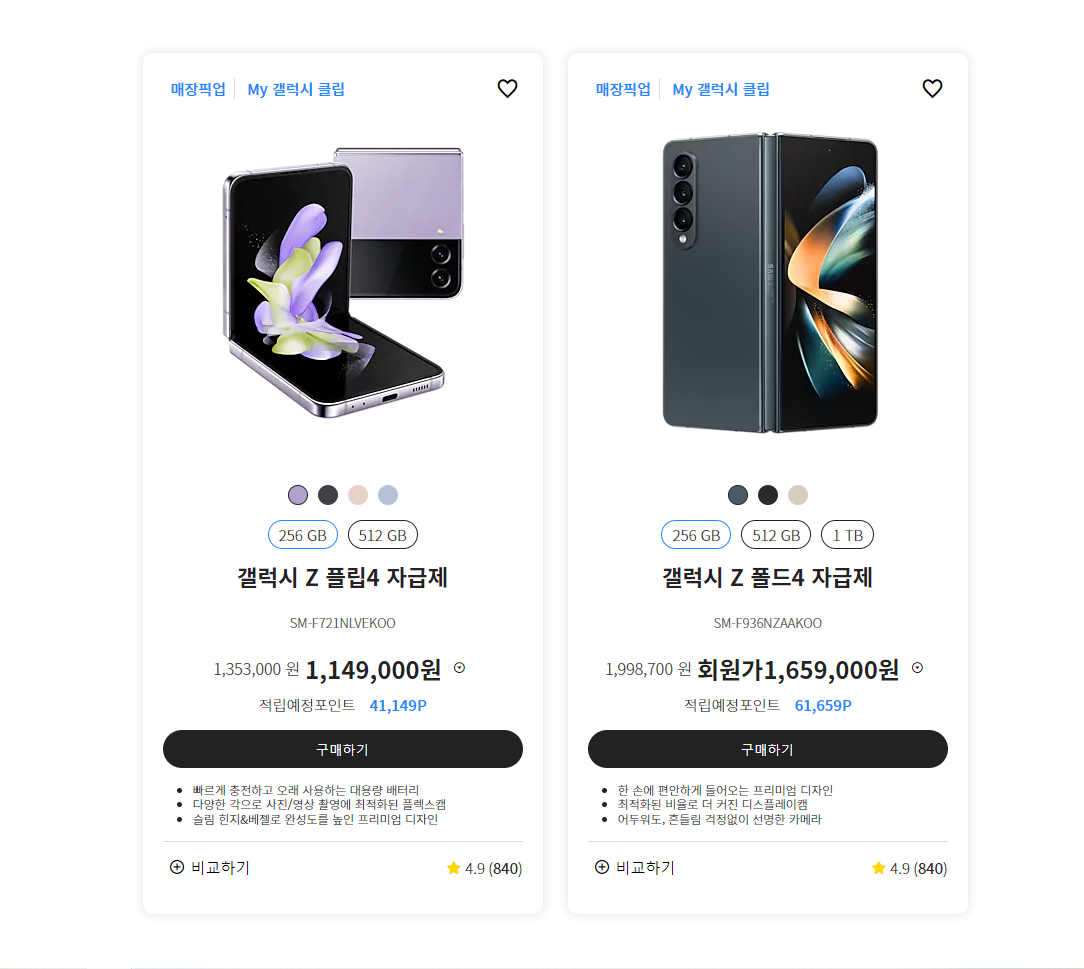 매장픽업 My 갤럭시 클럽
256 GB 512 GB
갤럭시 Z 플립4 자급제
SM-F721NLVEKOO
1,353,000 원 1,149,000원
적립예정포인트 41,149P
구매하기
빠르게 충전하고 오래 사용하는 대용량 배터리
다양한 각으로 사진/영상 촬영에 최적화된 플렉스캠
슬림 힌지&베젤로 완성도를 높인 프리미엄 디자인
비교하기 4.9 (840)
매장픽업 My 갤럭시 클럽
SAMSUNG
256 GB 512 GB 1 TB
갤럭시 Z 폴드4 자급제
SM-F936NZAAKOO
1,998,700 원 회원가1,659,000원
적립예정포인트 61,659P
구매하기
한 손에 편안하게 들어오는 프리미엄 디자인
최적화된 비율로 더 커진 디스플레이캠
어두워도, 흔들림 걱정없이 선명한 카메라
비교하기 4.9 (840)